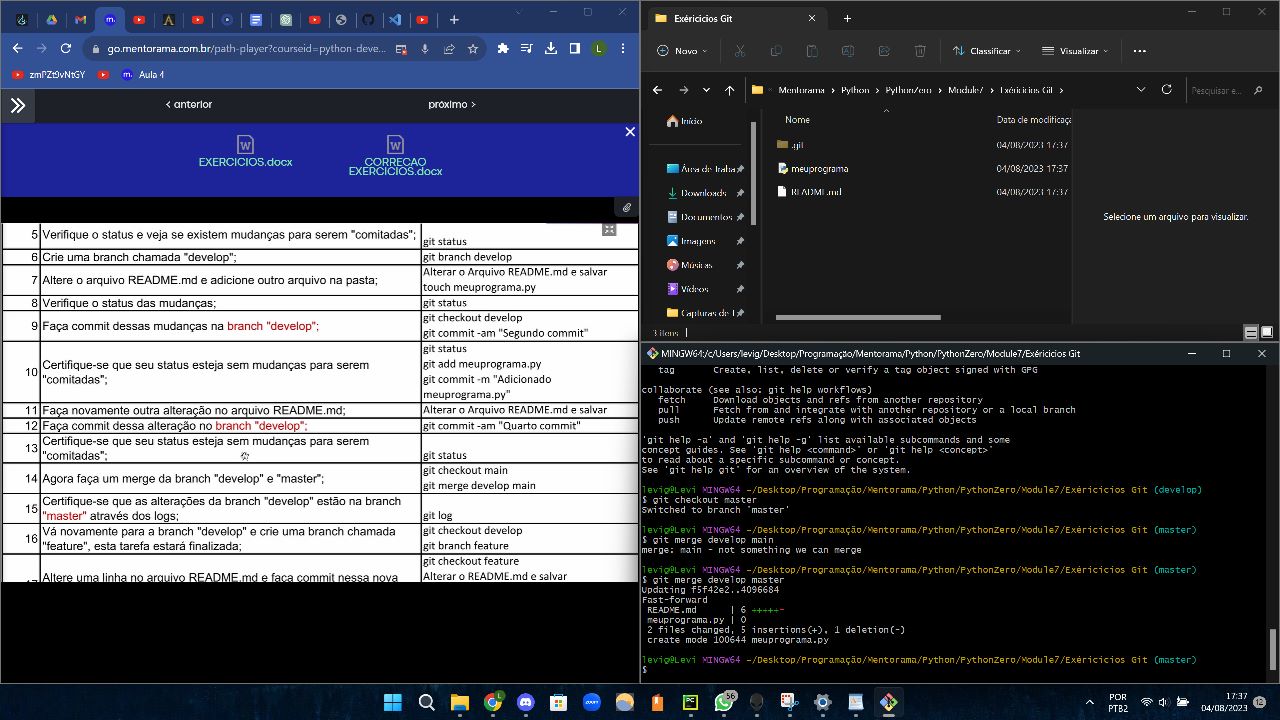 go.mentorama.com.br/path-player?courseid=python-deve...
zmPZt9vNtGY
Aula 4
< anterior
próximo >
EXERCICIOS.docx
CORRECAO
EXERCICIOS.docx
5 Verifique o status e veja se existem mudanças para serem "comitadas"; git status
6 Crie uma branch chamada "develop"; git branch develop
7 Altere o arquivo README.md e adicione outro arquivo na pasta; Alterar o Arquivo README.md e salvar
touch meuprograma.py
8 Verifique o status das mudanças; git status
9 Faça commit dessas mudanças na branch "develop"; git checkout develop
git commit -am "Segundo commit"
10 Certifique-se que seu status esteja sem mudanças para serem
"comitadas";
git status
git add meuprograma.py
git commit -m "Adicionado
meuprograma.py"
11 Faça novamente outra alteração no arquivo README.md; Alterar o Arquivo README.md e salvar
12 Faça commit dessa alteração no branch "develop"; git commit -am "Quarto commit"
13 Certifique-se que seu status esteja sem mudanças para serem
"comitadas"; git status
14 Agora faça um merge da branch "develop" e "master"; git checkout main
git merge develop main
15 Certifique-se que as alterações da branch "develop" estão na branch
"master" através dos logs; git log
16 Vá novamente para a branch "develop" e crie uma branch chamada
"feature", esta tarefa estará finalizada;
git checkout develop
git branch feature
git checkout feature
Altere uma linha no arquivo README.md e faça commit nessa nova Alterar o README.md e salvar
Exéricicios Git
Novo
Classificar
Visualizar
Mentorama > Python > PythonZero > Module7 > Exéricicios Git >
Pesquisar e...
Início
Área de Traba
Downloads
Documentos
Imagens
Músicas
Vídeos
Capturas de T
Nome Data de modificaç
.git 04/08/2023 17:37
meuprograma 04/08/2023 17:37
README.md 04/08/2023 17:37
Selecione um arquivo para visualizar.
3 itens
MINGW64:/c/Users/levig/Desktop/Programação/Mentorama/Python/PythonZero/Module7/Exéricicios Git
tag Create, list, delete or verify a tag object signed with GPG
collaborate (see also: git help workflows)
fetch Download objects and refs from another repository
pull Fetch from and integrate with another repository or a local branch
push Update remote refs along with associated objects
'git help -a' and 'git help -g' list available subcommands and some
concept guides. See 'git help <command>' or 'git help <concept>'
to read about a specific subcommand or concept.
See 'git help git' for an overview of the system.
levig@Levi MINGW64 ~/Desktop/Programação/Mentorama/Python/PythonZero/Module7/Exéricicios Git (develop)
$ git checkout master
Switched to branch 'master'
levig@Levi MINGW64 ~/Desktop/Programação/Mentorama/Python/PythonZero/Module7/Exéricicios Git (master)
$ git merge develop main
merge: main - not something we can merge
levig@Levi MINGW64 ~/Desktop/Programação/Mentorama/Python/PythonZero/Module7/Exéricicios Git (master)
$ git merge develop master
Updating f5f42e2..4096684
Fast-forward
README.md | 6 +++++-
meuprograma.py | 0
2 files changed, 5 insertions(+), 1 deletion(-)
create mode 100644 meuprograma.py
levig@Levi MINGW64 ~/Desktop/Programação/Mentorama/Python/PythonZero/Module7/Exéricicios Git (master)
$
56
POR
PTB2
17:37
04/08/2023